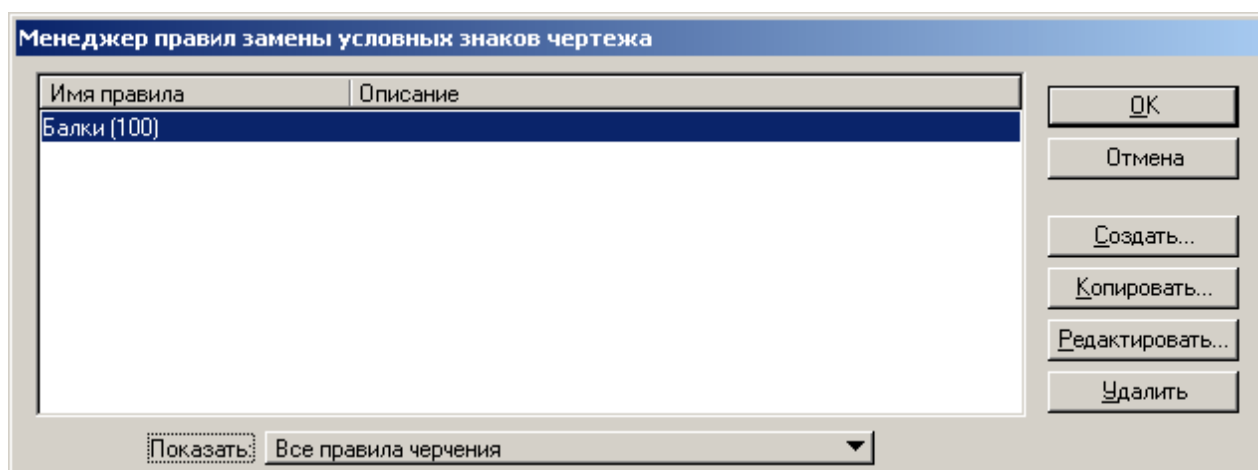 Менеджер правил замены условных знаков чертежа
Имя правила Описание
Балки (100)
OK
Отмена
Создать...
Копировать...
Редактировать...
Удалить
Показать: Все правила черчения